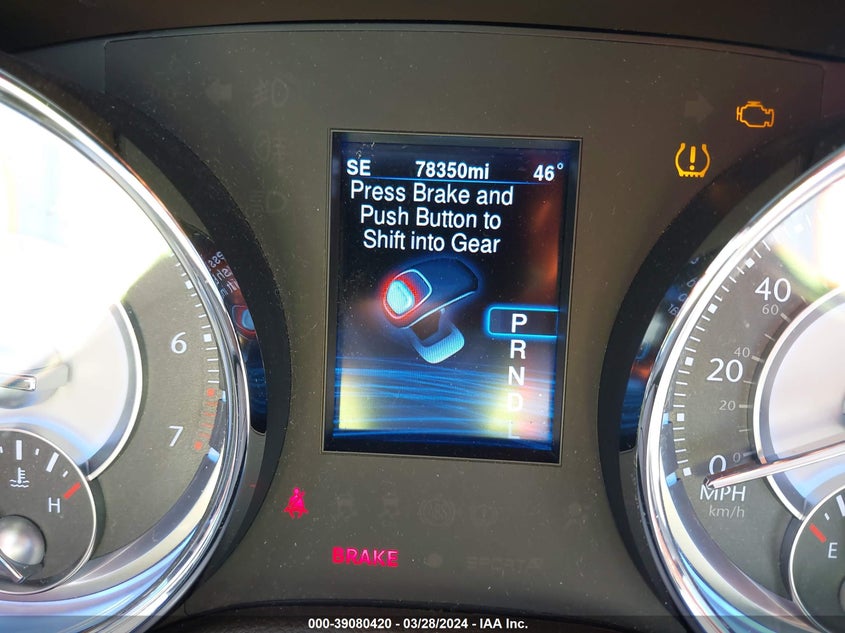 SE 78350mi 46°
Press Brake and
Push Button to
Shift into Gear
P
R
N
D
L
6
7
H
40
60
20
40
20
0
MPH
km/h
E
BRAKE
SPORT
000-39080420 - 03/28/2024 - IAA Inc.